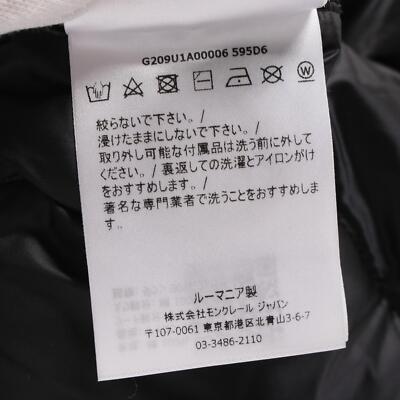 G209U1A00006 595D6
W
絞らないで下さい。/
浸けたままにしないで下さい。/
取り外し可能な付属品は洗う前に外して
ください。/ 裏返しての洗濯とアイロンがけ
をおすすめします。/
著名な専門業者で洗うことをおすすめしま
す。
ルーマニア製
株式会社モンクレール ジャパン
〒107-0061 東京都港区北青山3-6-7
03-3486-2110